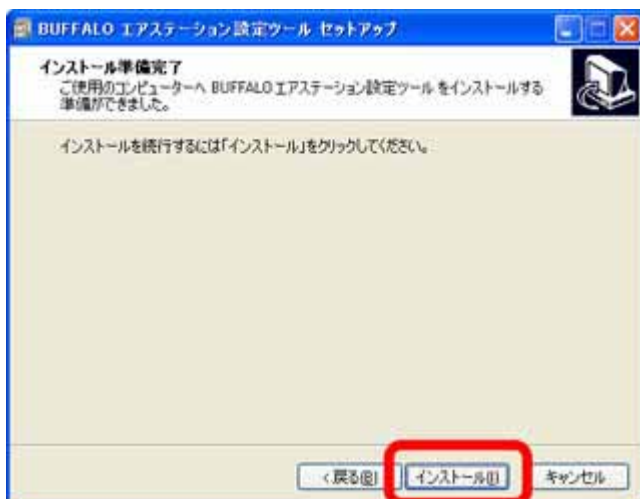 BUFFALO エアステーション設定ツール セットアップ
インストール準備完了
ご使用のコンピューターへ BUFFALO エアステーション設定ツール をインストールする
準備ができました。
インストールを続行するには「インストール」をクリックしてください。
< 戻る(B)
インストール(I)
キャンセル